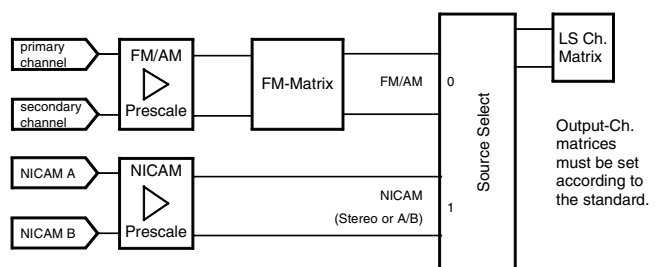 primary
channel
FM/AM
Prescale
secondary
channel
FM-Matrix
FM/AM
0
Source Select
LS Ch.
Matrix
Output-Ch.
matrices
must be set
according to
the standard.
NICAM A
NICAM
Prescale
NICAM B
NICAM
(Stereo or A/B)
1